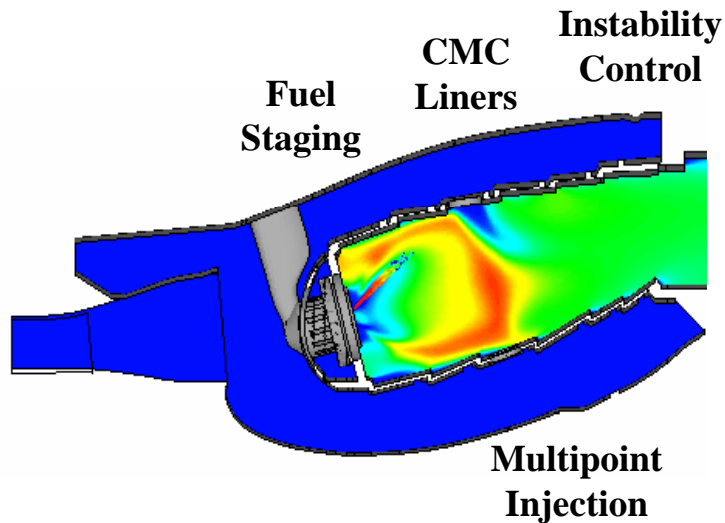 Instability
Control
CMC
Liners
Fuel
Staging
Multipoint
Injection